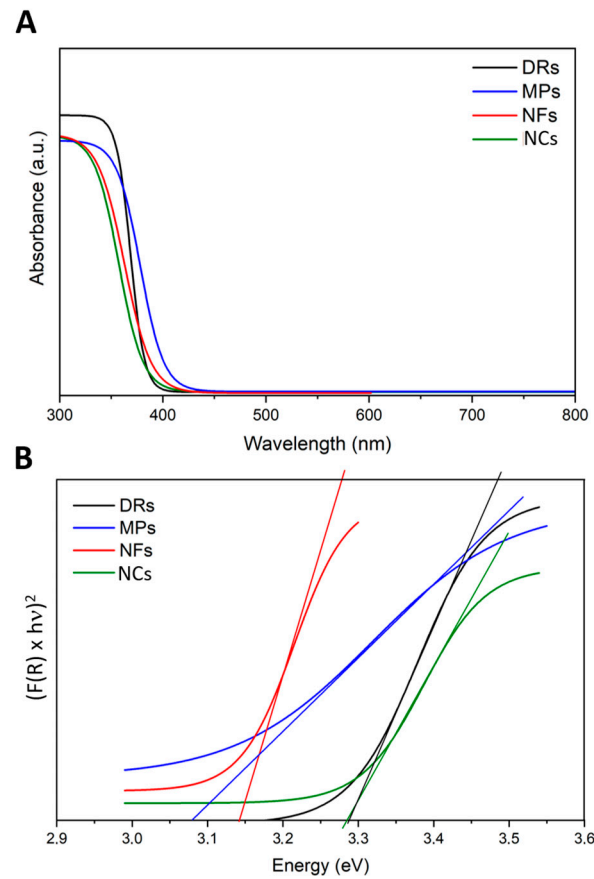 A
DRs
MPs
NFs
NCs
Absorbance (a.u.)
300 400 500 600 700 800
Wavelength (nm)
B
DRs
MPs
NFs
NCs
(F(R) x hν)²
2.9 3.0 3.1 3.2 3.3 3.4 3.5 3.6
Energy (eV)